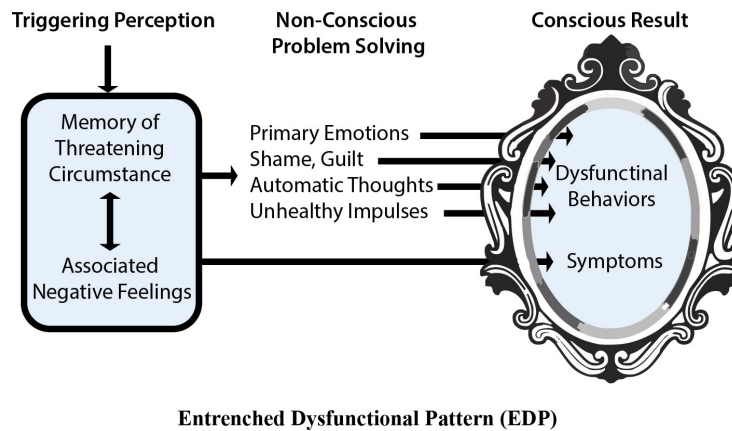 Triggering Perception
Non-Conscious
Problem Solving
Conscious Result
Memory of
Threatening
Circumstance
Associated
Negative Feelings
Primary Emotions
Shame, Guilt
Automatic Thoughts
Unhealthy Impulses
Dysfunctinal
Behaviors
Symptoms
Entrenched Dysfunctional Pattern (EDP)